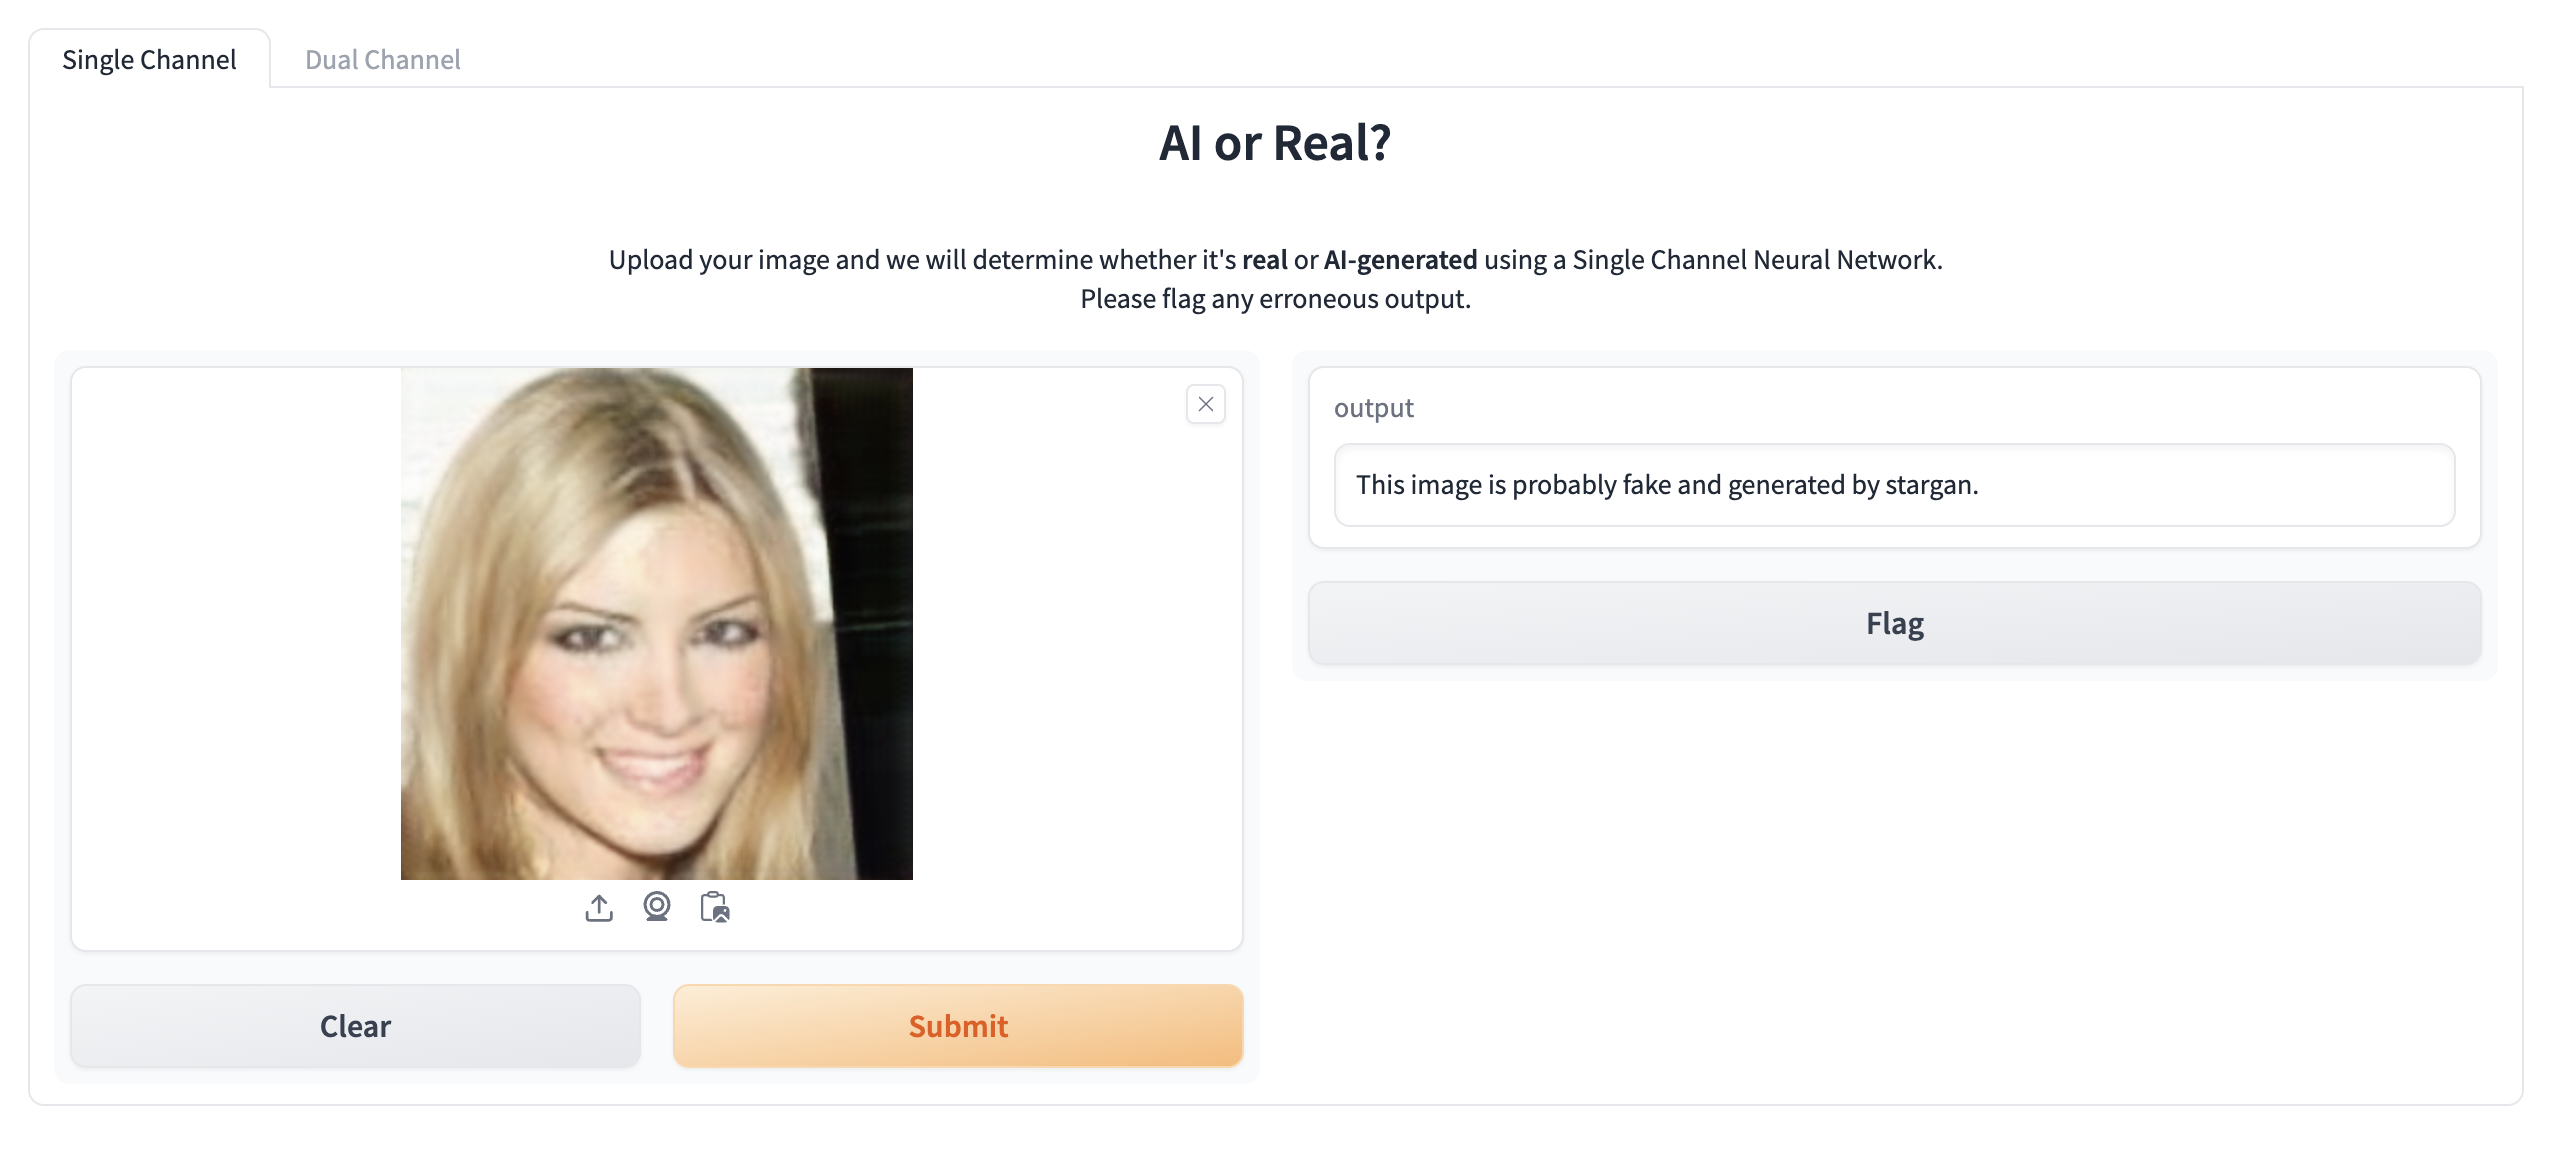 Single Channel
Dual Channel
AI or Real?
Upload your image and we will determine whether it's real or AI-generated using a Single Channel Neural Network.
Please flag any erroneous output.
output
This image is probably fake and generated by stargan.
Flag
Clear
Submit